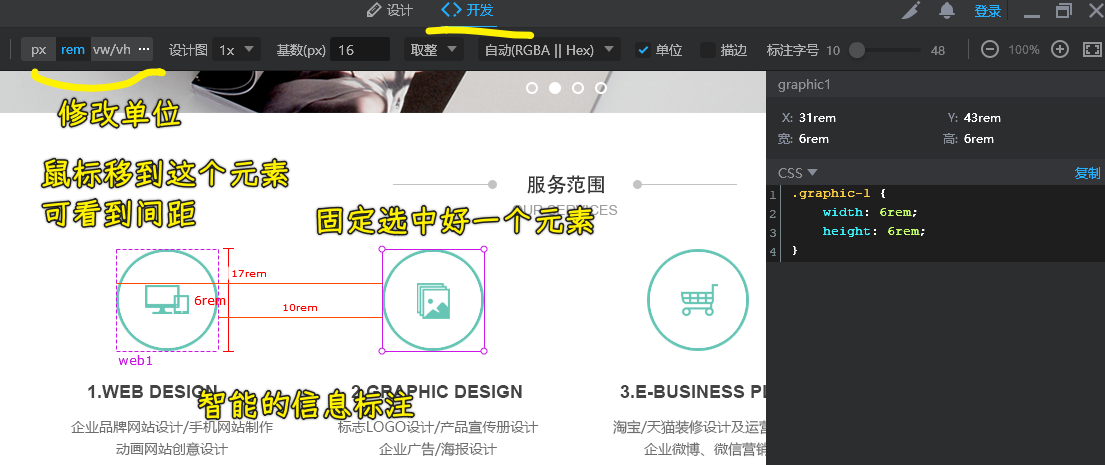 设计
开发
登录
px rem vw/vh ··· 设计图 1x 基数(px) 16 取整 自动(RGBA || Hex) 单位 描边 标注字号 10 48 100%
graphic1
X: 31rem Y: 43rem
宽: 6rem 高: 6rem
CSS 复制
1 .graphic-1 {
2 width: 6rem;
3 height: 6rem;
4 }
修改单位
鼠标移到这个元素
可看到间距
服务范围
OUR SERVICES
固定选中好一个元素
17rem
6rem
10rem
web1
1.WEB DESIGN
2.GRAPHIC DESIGN
3.E-BUSINESS
智能的信息标注
企业品牌网站设计/手机网站制作
动画网站创意设计
标志LOGO设计/产品宣传册设计
企业广告/海报设计
淘宝/天猫装修设计及运营
企业微博、微信营销